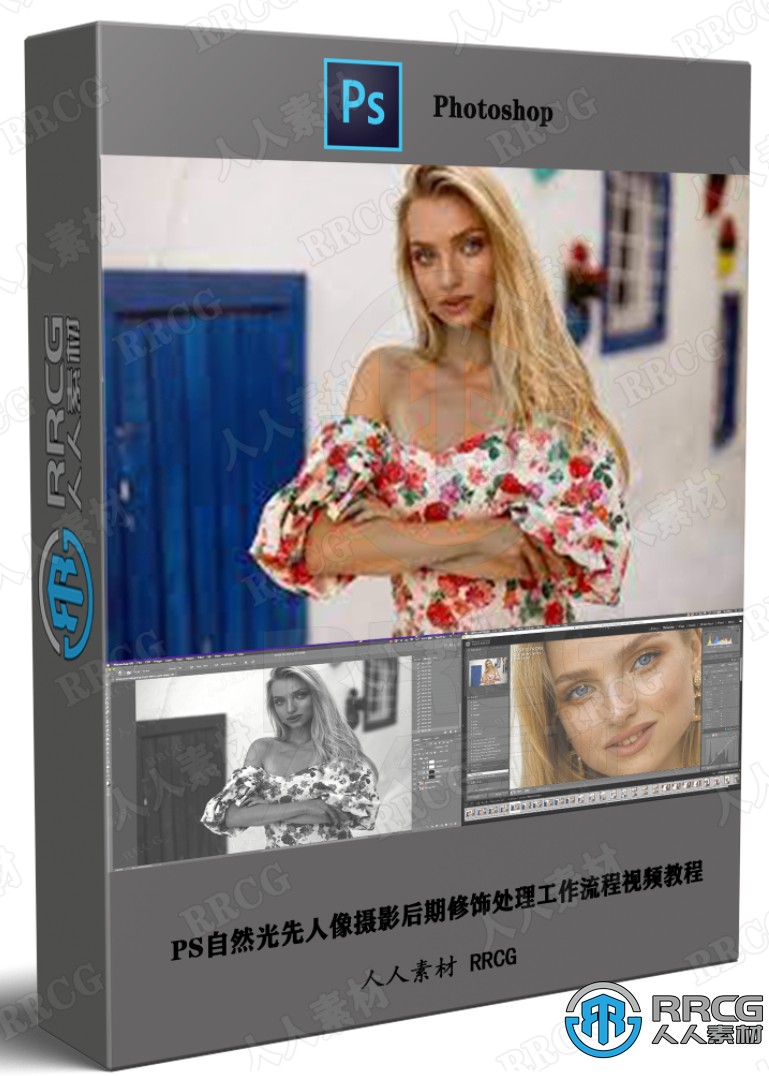 Ps
Photoshop
RRCG
人人素材
PS自然光先人像摄影后期修饰处理工作流程视频教程
人人素材 RRCG
RRCG
人人素材